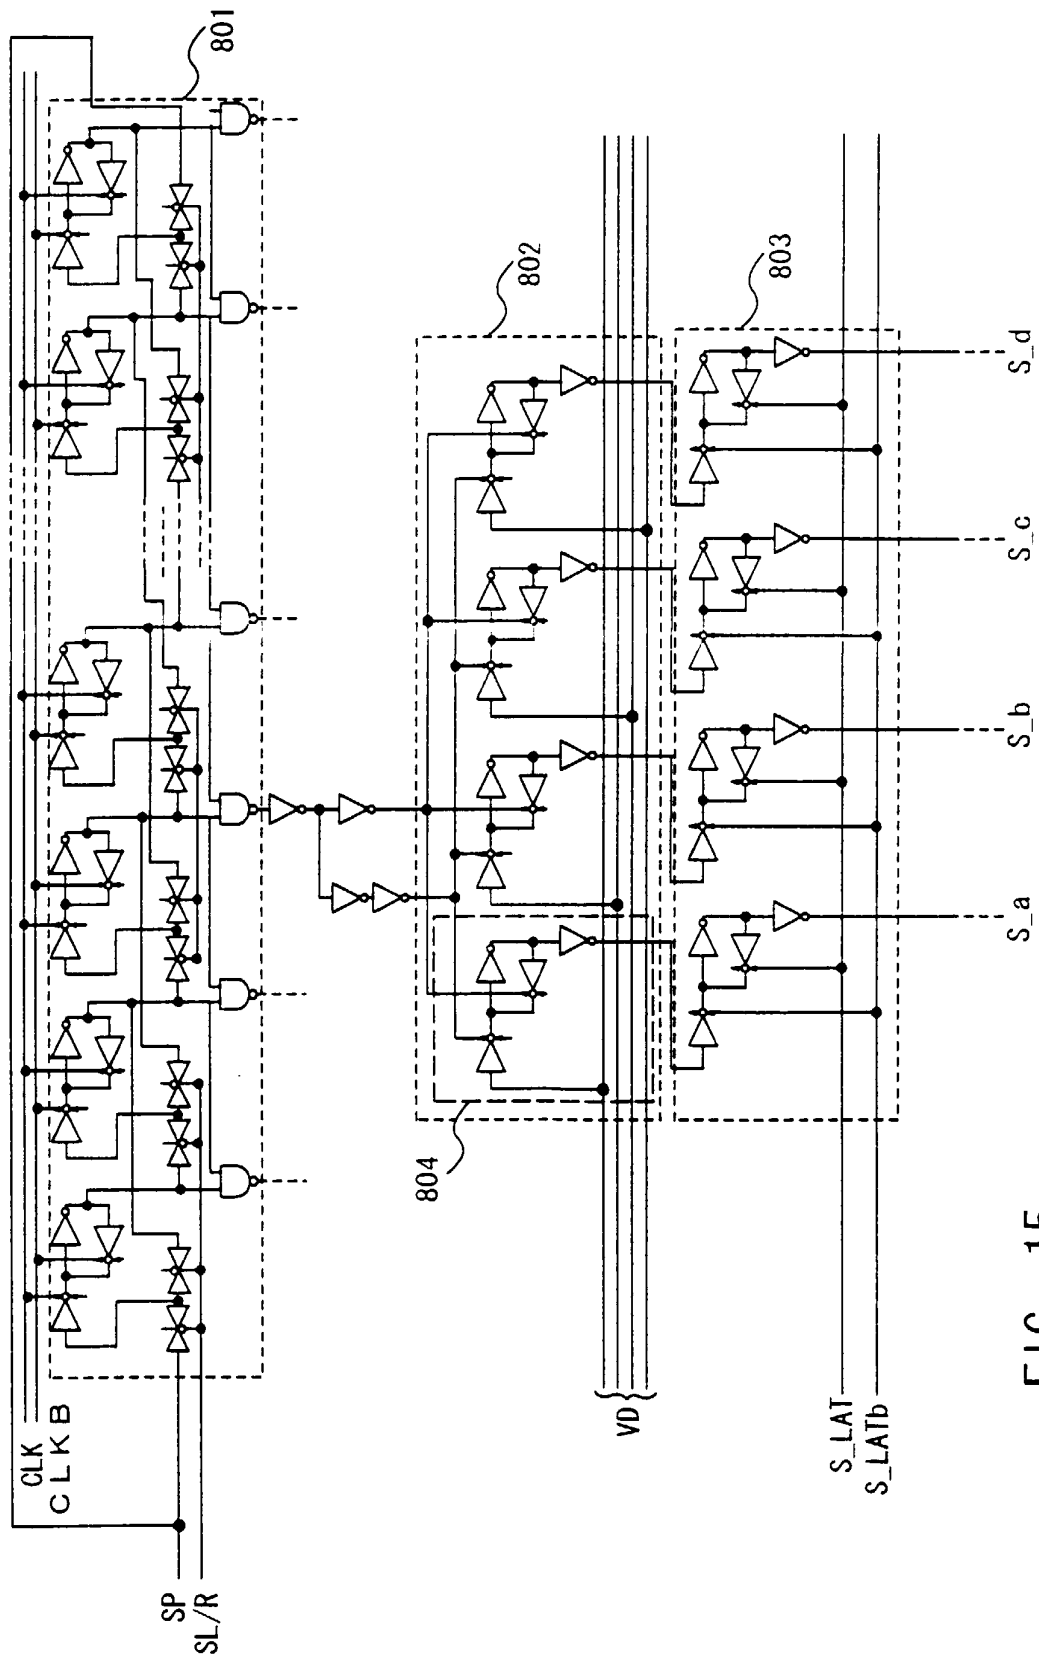 CLK
CLKB
SP
SL/R
801
802
804
VD
803
S_LAT
S_LATb
S_a
S_b
S_c
S_d